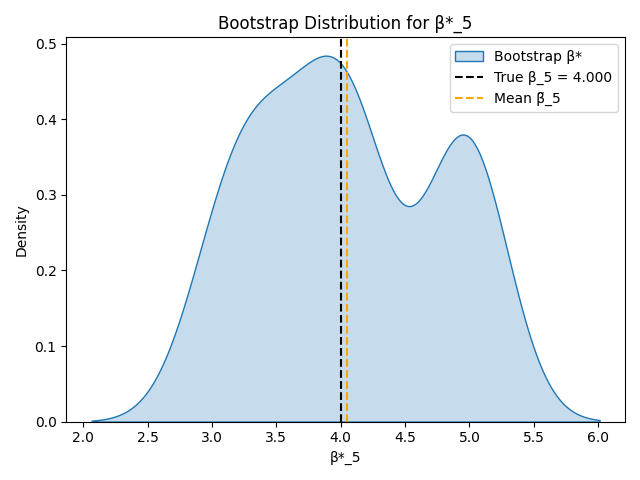 Bootstrap Distribution for β*_5
0.5
0.4
0.3
0.2
0.1
0.0
Density
Bootstrap β*
True β_5 = 4.000
Mean β̂_5
2.0 2.5 3.0 3.5 4.0 4.5 5.0 5.5 6.0
β*_5